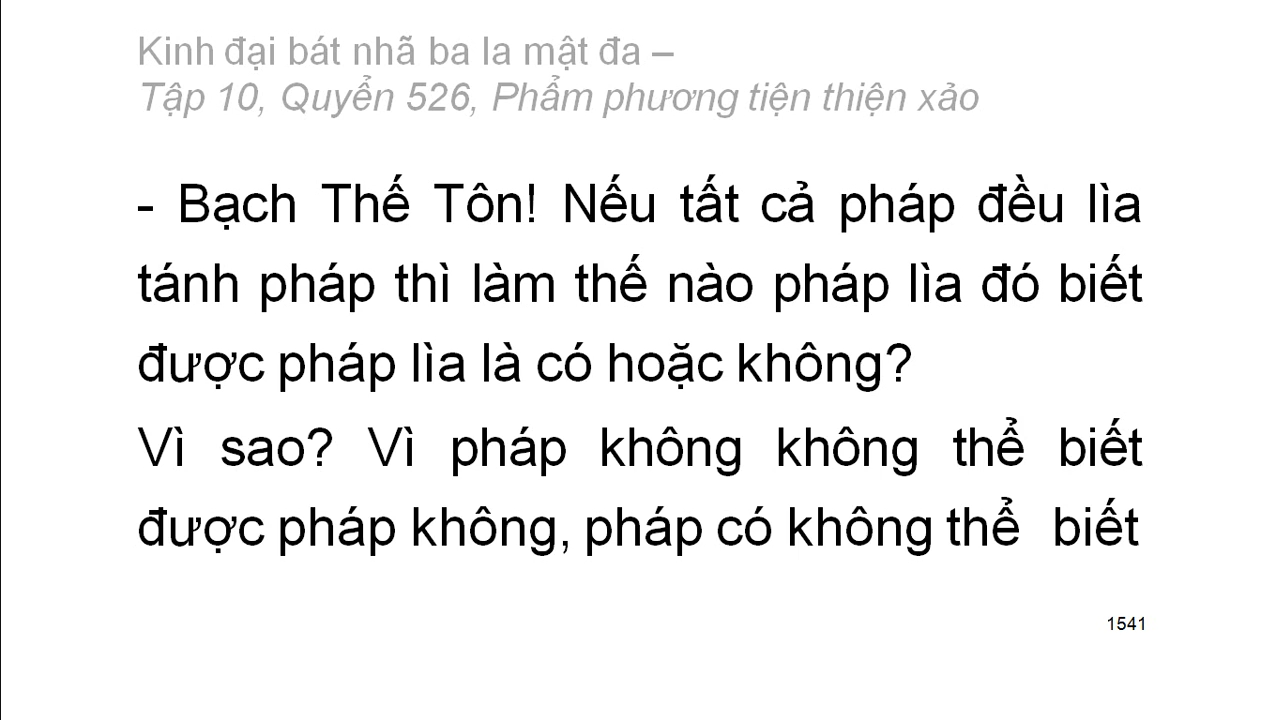 Kinh đại bát nhã ba la mật đa –
Tập 10, Quyển 526, Phẩm phương tiện thiện xảo
- Bạch Thế Tôn! Nếu tất cả pháp đều lìa
tánh pháp thì làm thế nào pháp lìa đó biết
được pháp lìa là có hoặc không?
Vì sao? Vì pháp không không thể biết
được pháp không, pháp có không thể biết
1541